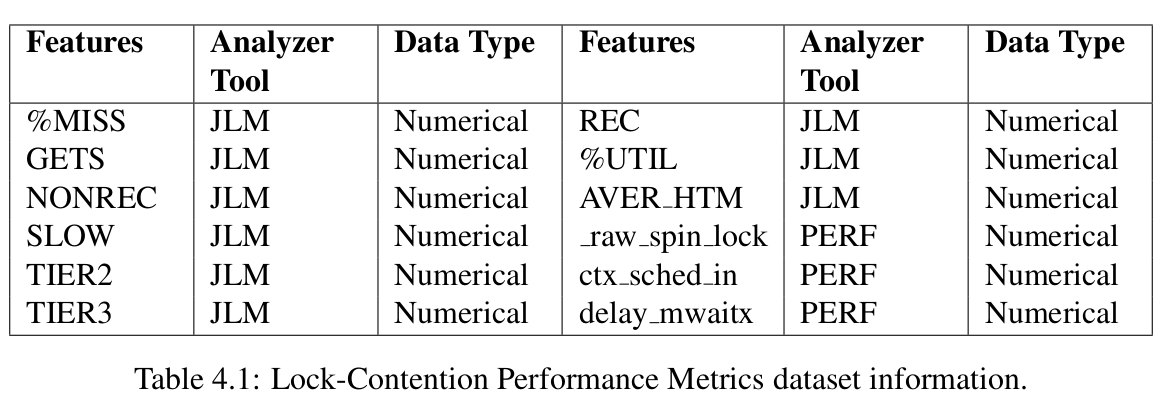 Features Analyzer Data Type Features Analyzer Data Type
Tool Tool
%MISS JLM Numerical REC JLM Numerical
GETS JLM Numerical %UTIL JLM Numerical
NONREC JLM Numerical AVER_HTM JLM Numerical
SLOW JLM Numerical _raw_spin_lock PERF Numerical
TIER2 JLM Numerical ctx_sched_in PERF Numerical
TIER3 JLM Numerical delay_mwaitx PERF Numerical
Table 4.1: Lock-Contention Performance Metrics dataset information.